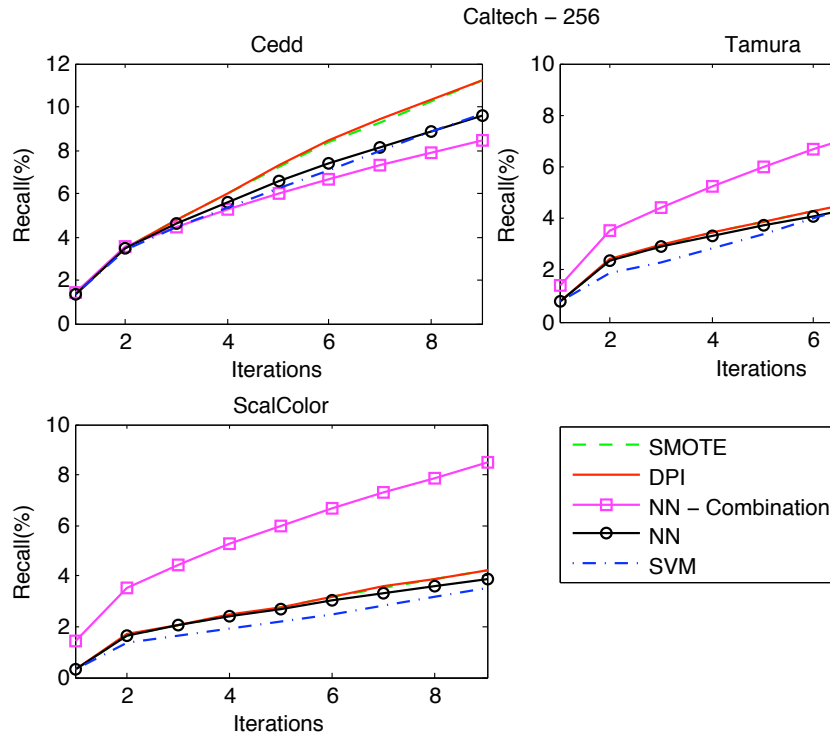 Caltech − 256
Cedd
12
10
8
6
4
2
0
2
4
6
8
Recall(%)
Iterations
Tamura
10
8
6
4
2
0
2
4
6
Recall(%)
Iterations
ScalColor
10
8
6
4
2
0
2
4
6
8
Recall(%)
Iterations
SMOTE
DPI
NN − Combination
NN
SVM